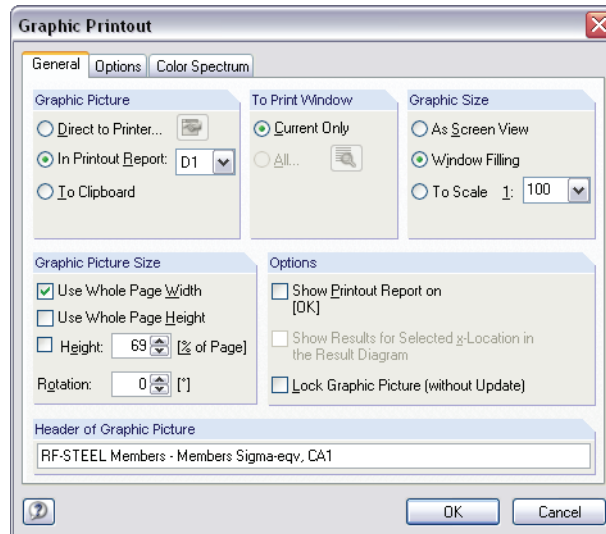 Graphic Printout
General Options Color Spectrum
Graphic Picture
Direct to Printer...
In Printout Report: D1
To Clipboard
To Print Window
Current Only
All...
Graphic Size
As Screen View
Window Filling
To Scale 1: 100
Graphic Picture Size
Use Whole Page Width
Use Whole Page Height
Height: 69 [% of Page]
Rotation: 0 [°]
Options
Show Printout Report on
[OK]
Show Results for Selected x-Location in
the Result Diagram
Lock Graphic Picture (without Update)
Header of Graphic Picture
RF-STEEL Members - Members Sigma-eqv, CA1
OK Cancel